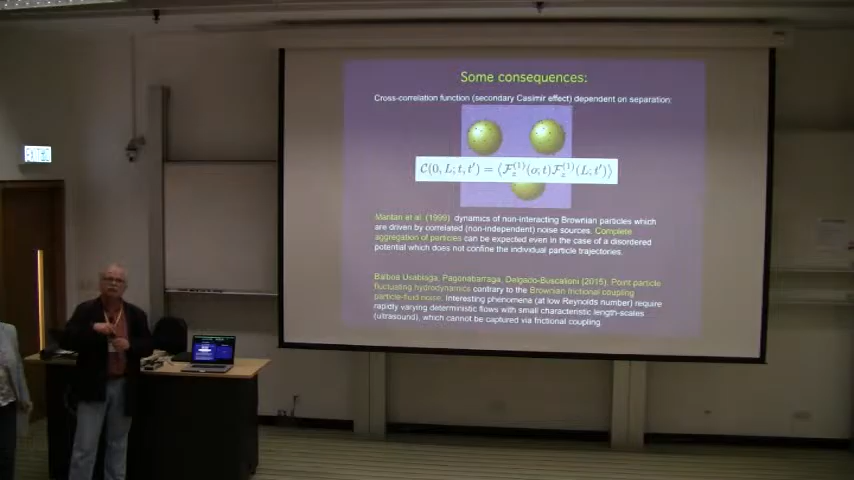 Some consequences:
Cross-correlation function (secondary Casimir effect) dependent on separation:
C(0, L; t, t′) = ⟨F_z^(1)(o; t)F_z^(1)(L; t′)⟩
Maritan et al. (1999) dynamics of non-interacting Brownian particles which
are driven by correlated (non-independent) noise sources. Complete
aggregation of particles can be expected even in the case of a disordered
potential which does not confine the individual particle trajectories.
Balboa Usabiaga, Pagonabarraga, Delgado-Buscalioni (2015). Point particle
fluctuating hydrodynamics contrary to the Brownian frictional coupling
particle-fluid noise. Interesting phenomena (at low Reynolds number) require
rapidly varying deterministic flows with small characteristic length-scales
(ultrasound), which cannot be captured via frictional coupling.